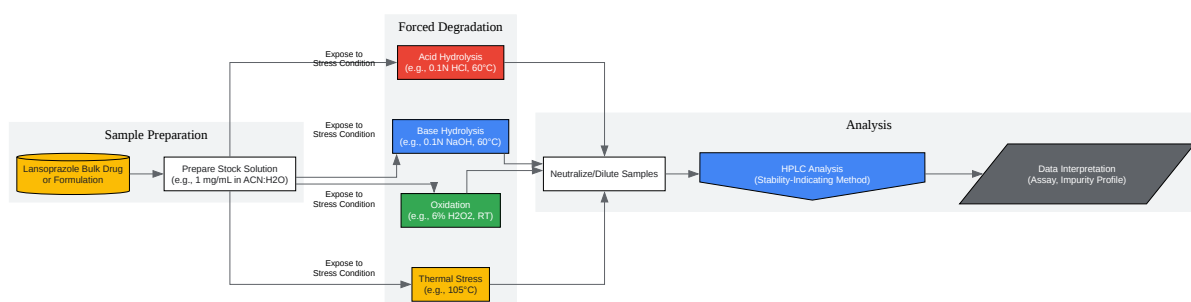 Forced Degradation
Expose to
Stress Condition
Acid Hydrolysis
(e.g., 0.1N HCl, 60°C)
Sample Preparation
Expose to
Stress Condition
Base Hydrolysis
(e.g., 0.1N NaOH, 60°C)
Analysis
Lansoprazole Bulk Drug
or Formulation
Prepare Stock Solution
(e.g., 1 mg/mL in ACN:H2O)
Neutralize/Dilute Samples
HPLC Analysis
(Stability-Indicating Method)
Data Interpretation
(Assay, Impurity Profile)
Expose to
Stress Condition
Oxidation
(e.g., 6% H2O2, RT)
Expose to
Stress Condition
Thermal Stress
(e.g., 105°C)